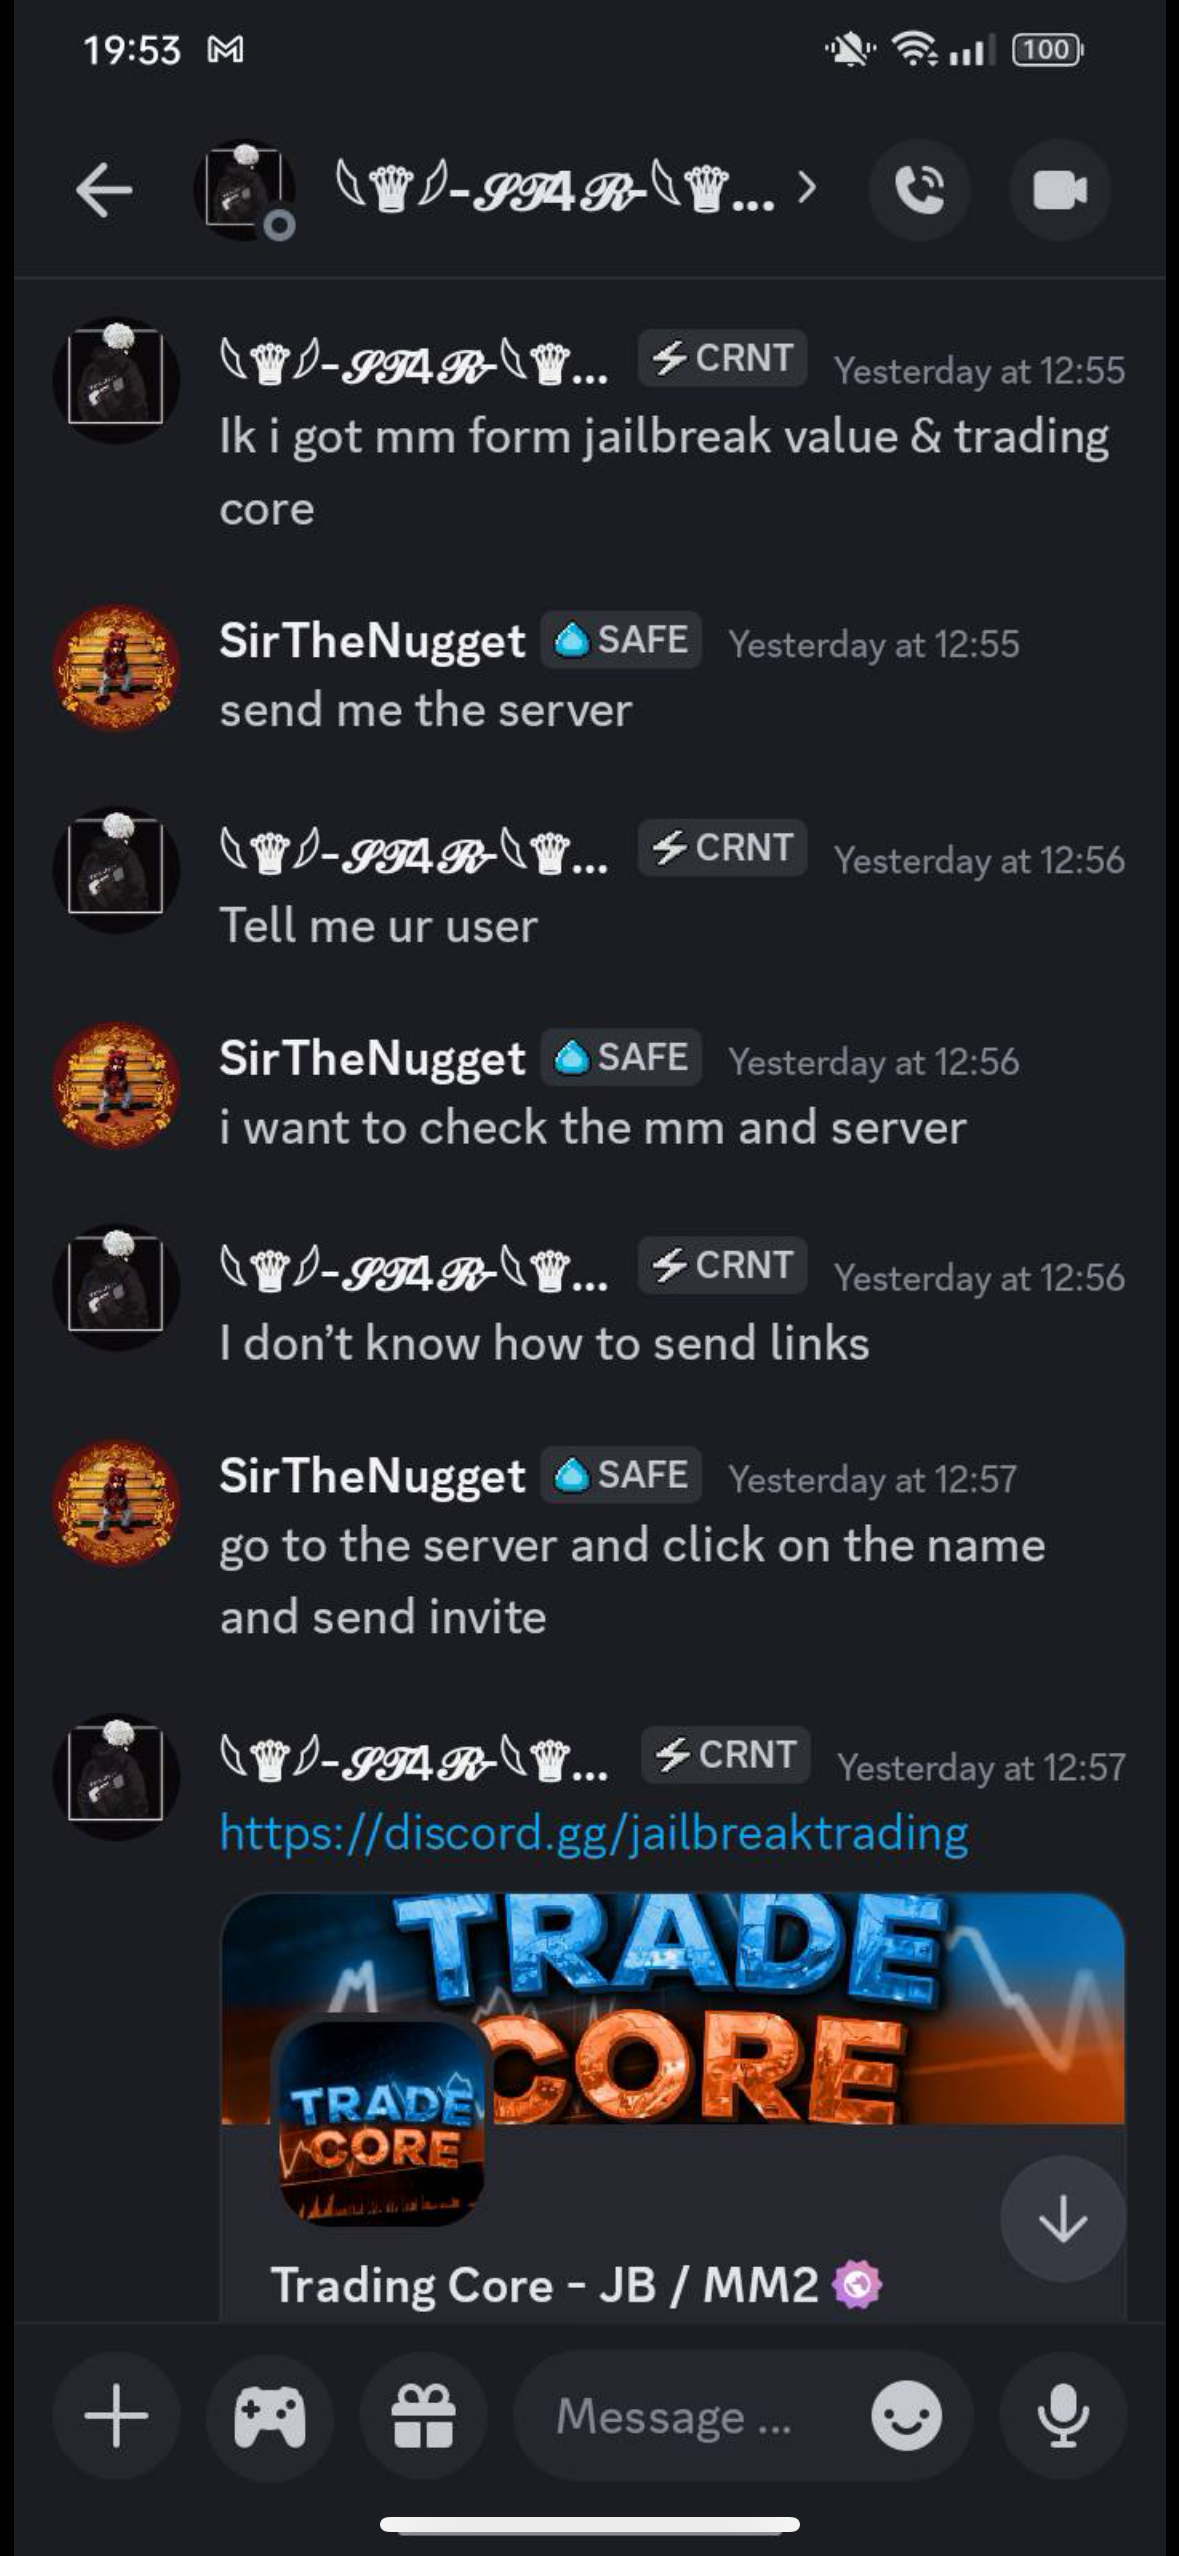 19:53
100
-𝒮𝒯4ℛ- ...
-𝒮𝒯4ℛ- ... CRNT Yesterday at 12:55
Ik i got mm form jailbreak value & trading
core
SirTheNugget SAFE Yesterday at 12:55
send me the server
-𝒮𝒯4ℛ- ... CRNT Yesterday at 12:56
Tell me ur user
SirTheNugget SAFE Yesterday at 12:56
i want to check the mm and server
-𝒮𝒯4ℛ- ... CRNT Yesterday at 12:56
I don’t know how to send links
SirTheNugget SAFE Yesterday at 12:57
go to the server and click on the name
and send invite
-𝒮𝒯4ℛ- ... CRNT Yesterday at 12:57
https://discord.gg/jailbreaktrading
TRADE
CORE
TRADE
CORE
Trading Core - JB / MM2
Message ...